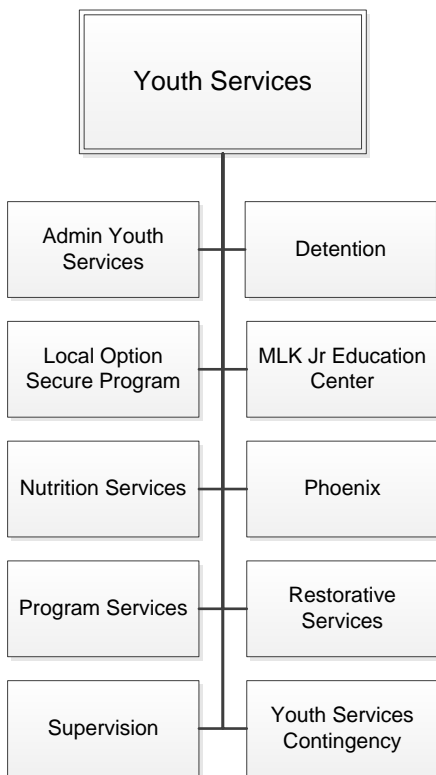 Youth Services
Admin Youth
Services
Detention
Local Option
Secure Program
MLK Jr Education
Center
Nutrition Services
Phoenix
Program Services
Restorative
Services
Supervision
Youth Services
Contingency